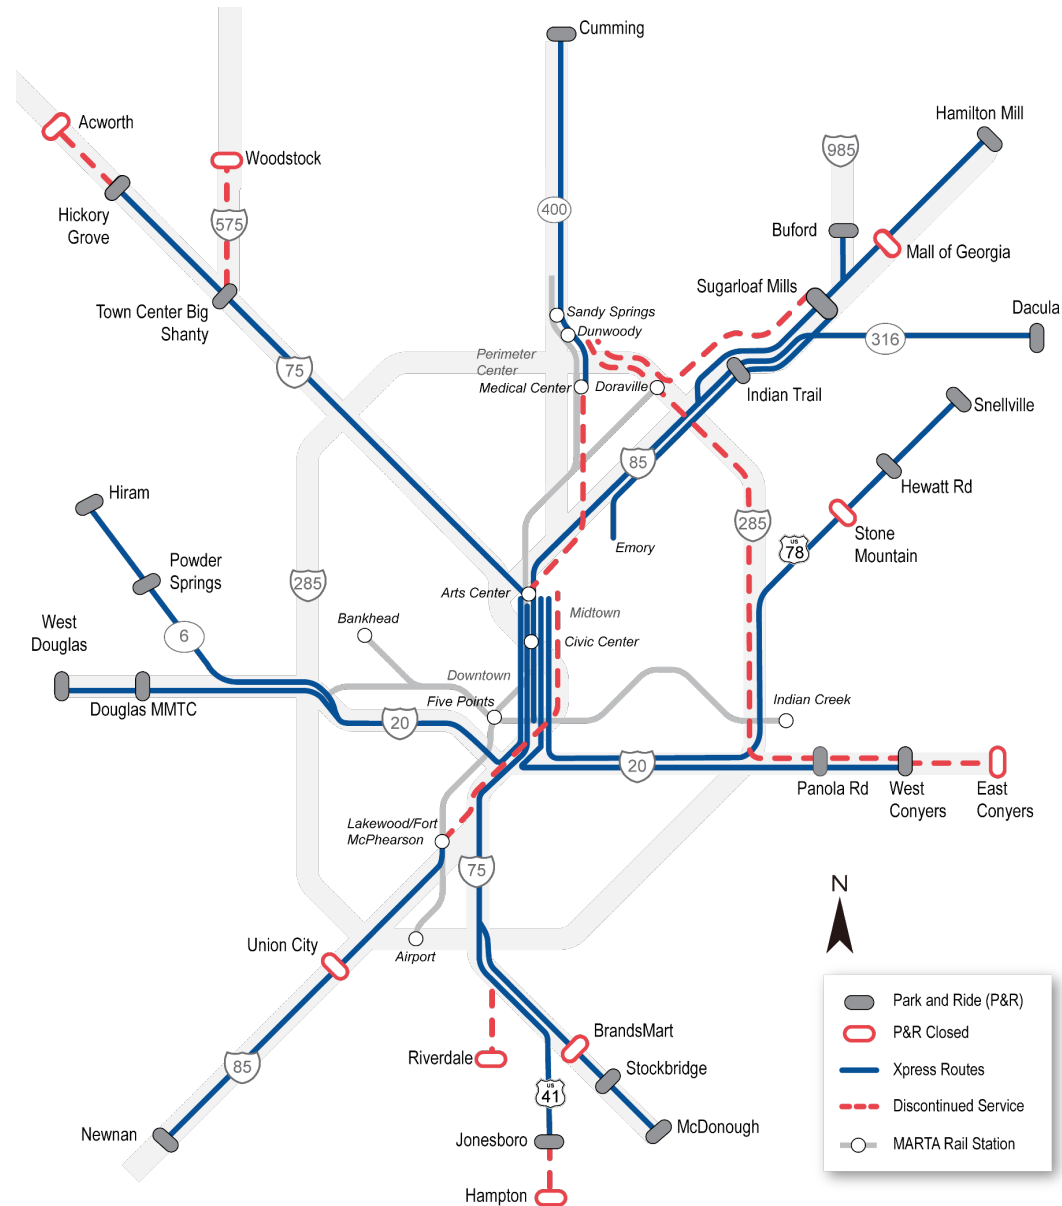 Cumming
Hamilton Mill
Acworth
985
Woodstock
Hickory
Grove
575
400
Buford
Mall of Georgia
Sugarloaf Mills
Town Center Big
Shanty
Dacula
Sandy Springs
Dunwoody
316
Perimeter
Center
75
Medical Center
Doraville
Indian Trail
Snellville
85
Hiram
Hewatt Rd
285
Stone
Mountain
US
78
Emory
Powder
Springs
285
Arts Center
West
Douglas
6
Bankhead
Midtown
Civic Center
Downtown
Five Points
Indian Creek
Douglas MMTC
20
20
Panola Rd
West
Conyers
East
Conyers
Lakewood/Fort
McPhearson
75
N
Union City
Airport
Park and Ride (P&R)
P&R Closed
BrandsMart
Riverdale
Stockbridge
85
Xpress Routes
US
41
Discontinued Service
Newnan
Jonesboro
McDonough
MARTA Rail Station
Hampton